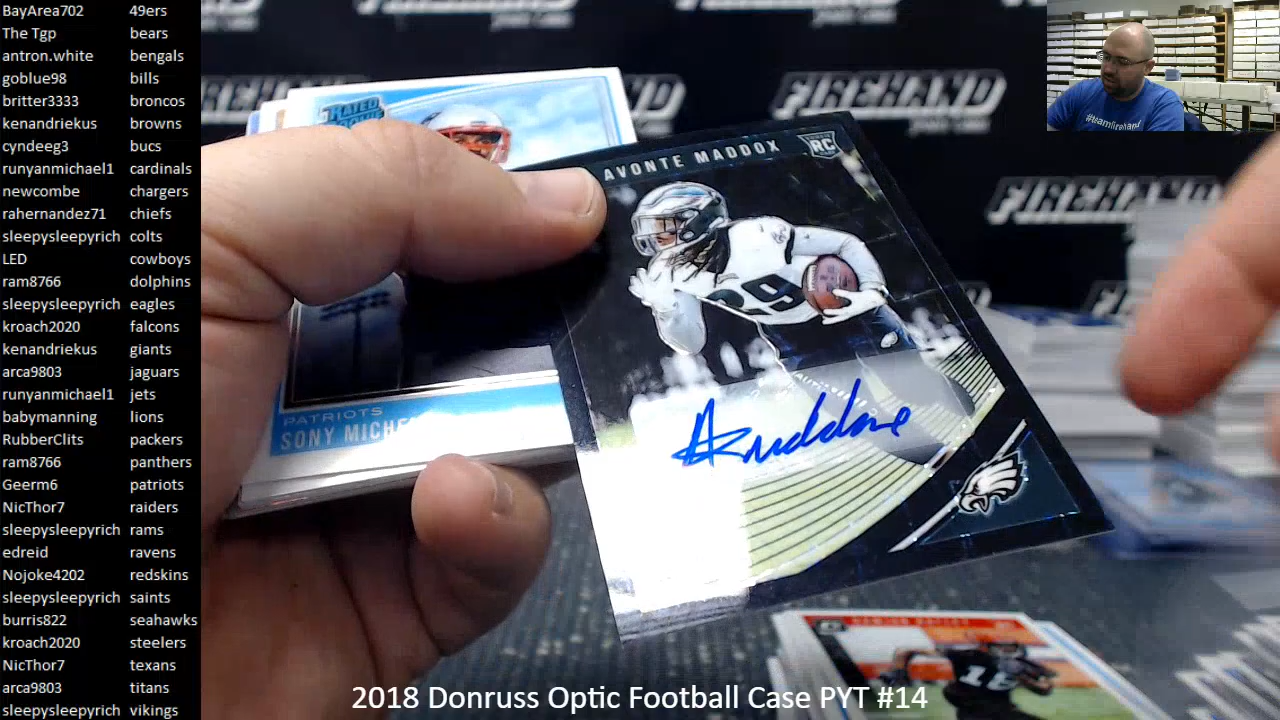 BayArea702 49ers
The Tgp bears
antron.white bengals
goblue98 bills
britter3333 broncos
kenandriekus browns
cyndeeg3 bucs
runyanmichael1 cardinals
newcombe chargers
rahernandez71 chiefs
sleepysleepyrich colts
LED cowboys
ram8766 dolphins
sleepysleepyrich eagles
kroach2020 falcons
kenandriekus giants
arca9803 jaguars
runyanmichael1 jets
babymanning lions
RubberClits packers
ram8766 panthers
Geerm6 patriots
NicThor7 raiders
sleepysleepyrich rams
edreid ravens
Nojoke4202 redskins
sleepysleepyrich saints
burris822 seahawks
kroach2020 steelers
NicThor7 texans
arca9803 titans
sleepysleepyrich vikings
FIREHAND
FIREHAND
FIREHAND
#teamfirehand
RATED
AVONTE MADDOX
RC
29
PATRIOTS
SONY MICHE
18
2018 Donruss Optic Football Case PYT #14